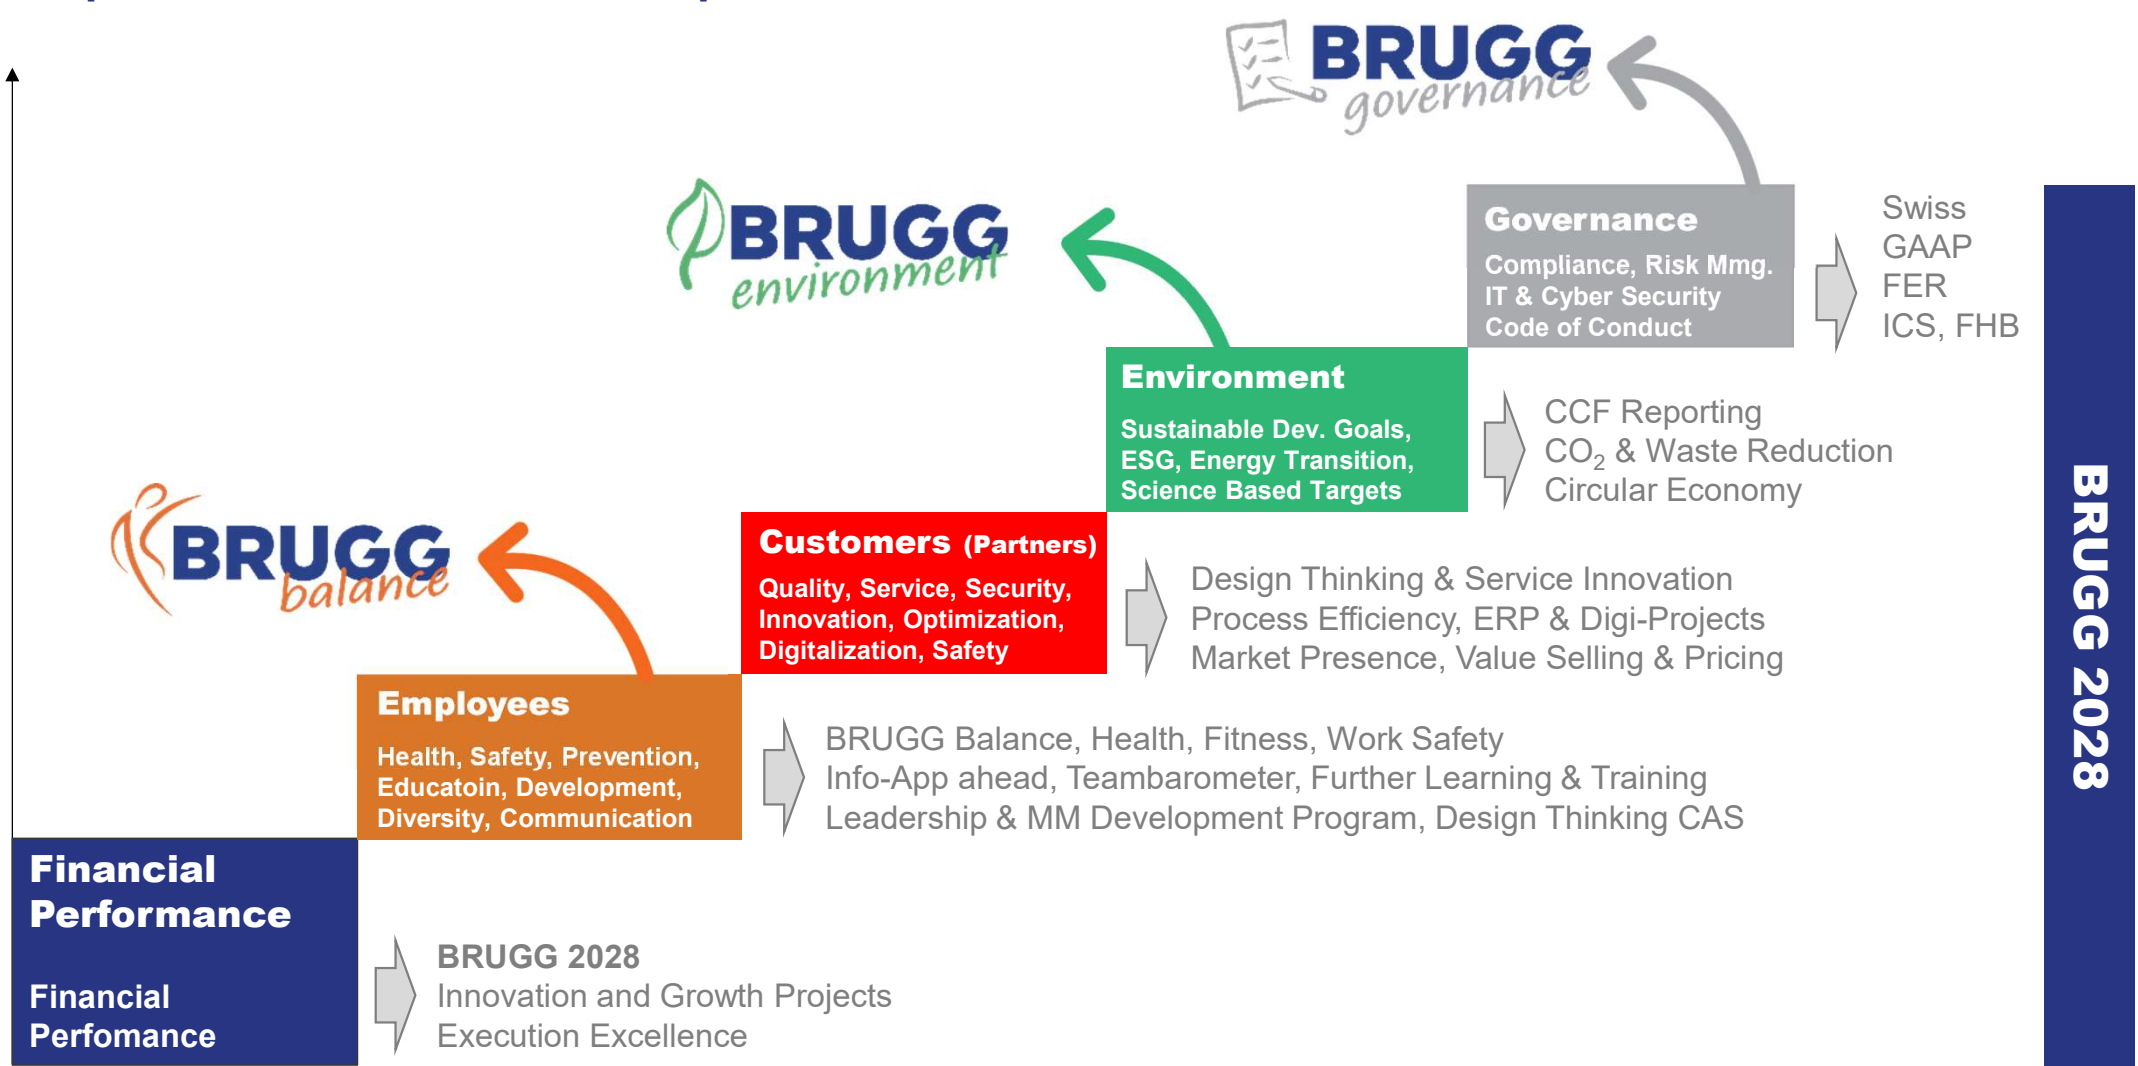 BRUGG
governance
Governance
Compliance, Risk Mmg.
IT & Cyber Security
Code of Conduct
Swiss
GAAP
FER
ICS, FHB
BRUGG
environment
Environment
Sustainable Dev. Goals,
ESG, Energy Transition,
Science Based Targets
CCF Reporting
CO₂ & Waste Reduction
Circular Economy
BRUGG
balance
Customers (Partners)
Quality, Service, Security,
Innovation, Optimization,
Digitalization, Safety
Design Thinking & Service Innovation
Process Efficiency, ERP & Digi-Projects
Market Presence, Value Selling & Pricing
Employees
Health, Safety, Prevention,
Educatoin, Development,
Diversity, Communication
BRUGG Balance, Health, Fitness, Work Safety
Info-App ahead, Teambarometer, Further Learning & Training
Leadership & MM Development Program, Design Thinking CAS
Financial
Performance
Financial
Perfomance
BRUGG 2028
Innovation and Growth Projects
Execution Excellence
BRUGG 2028